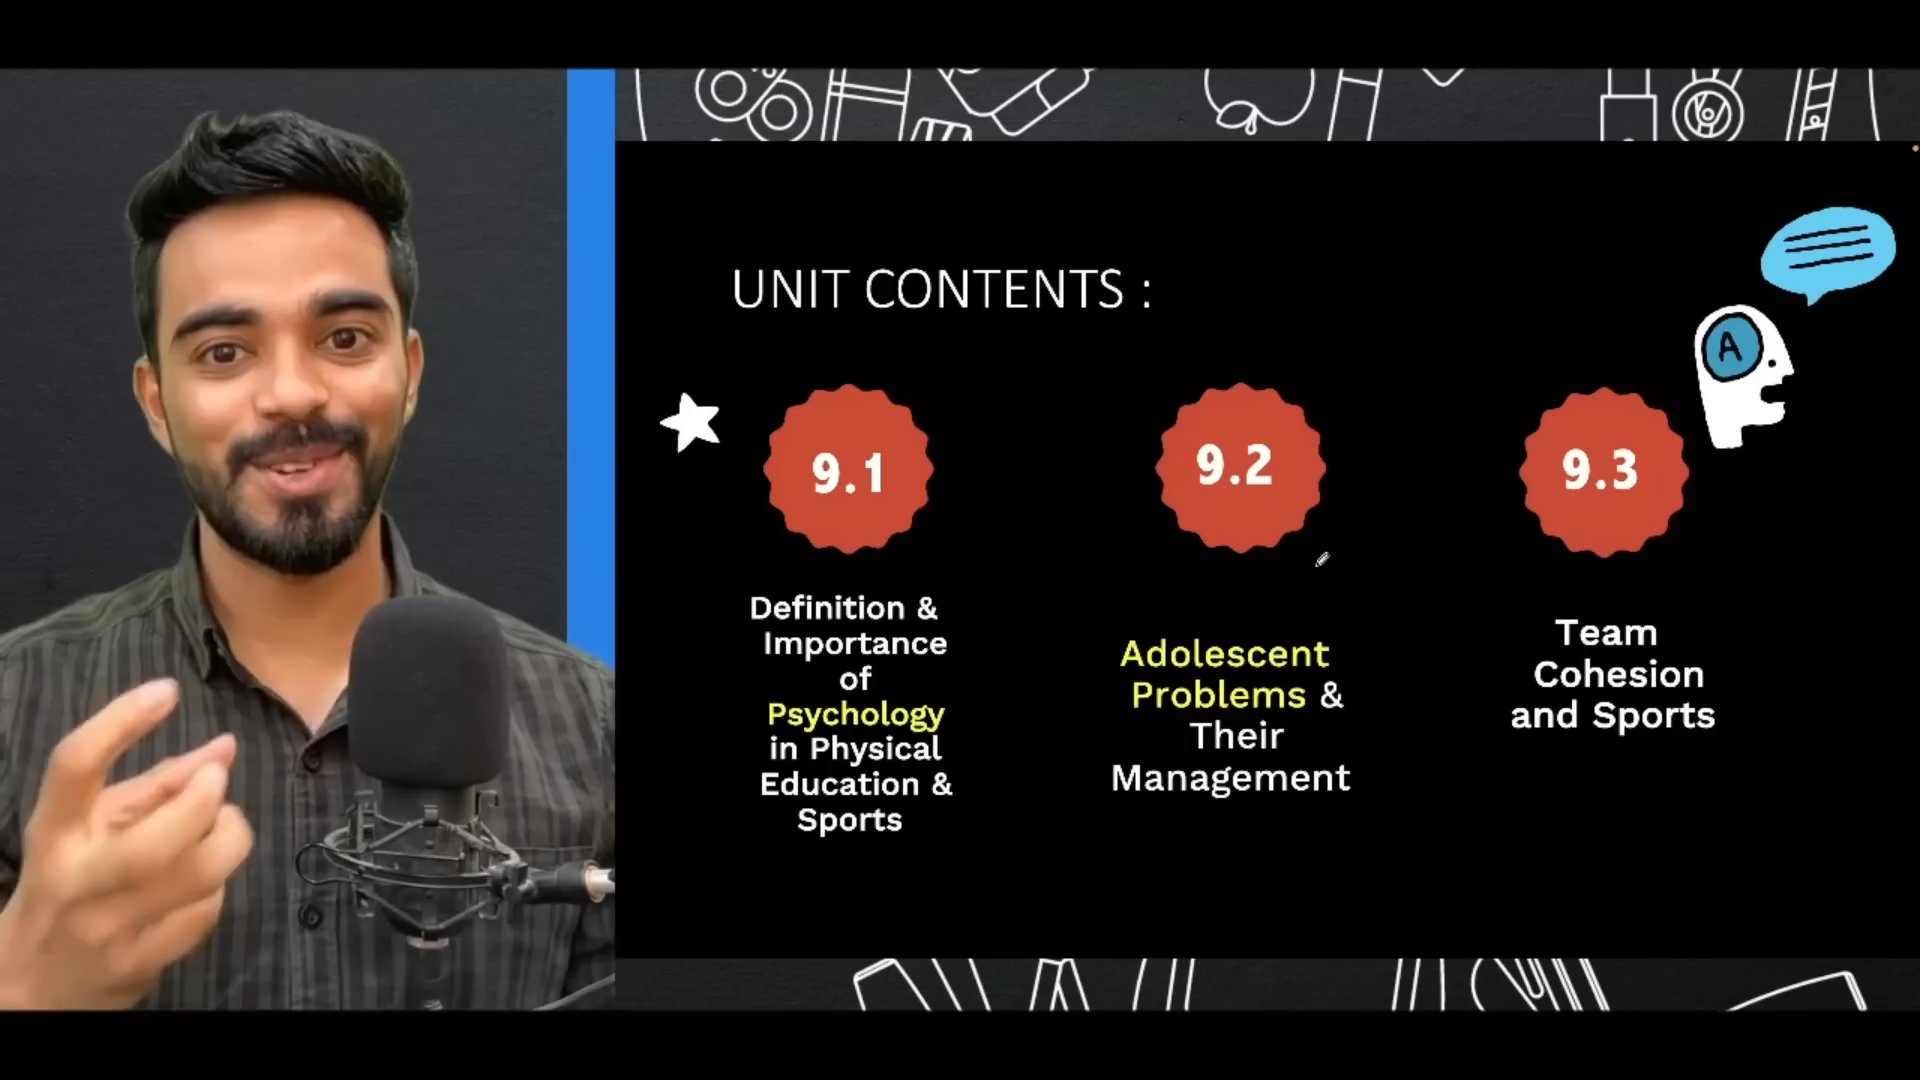 UNIT CONTENTS :
9.1
Definition &
Importance
of
Psychology
in Physical
Education &
Sports
9.2
Adolescent
Problems &
Their
Management
9.3
Team
Cohesion
and Sports
A